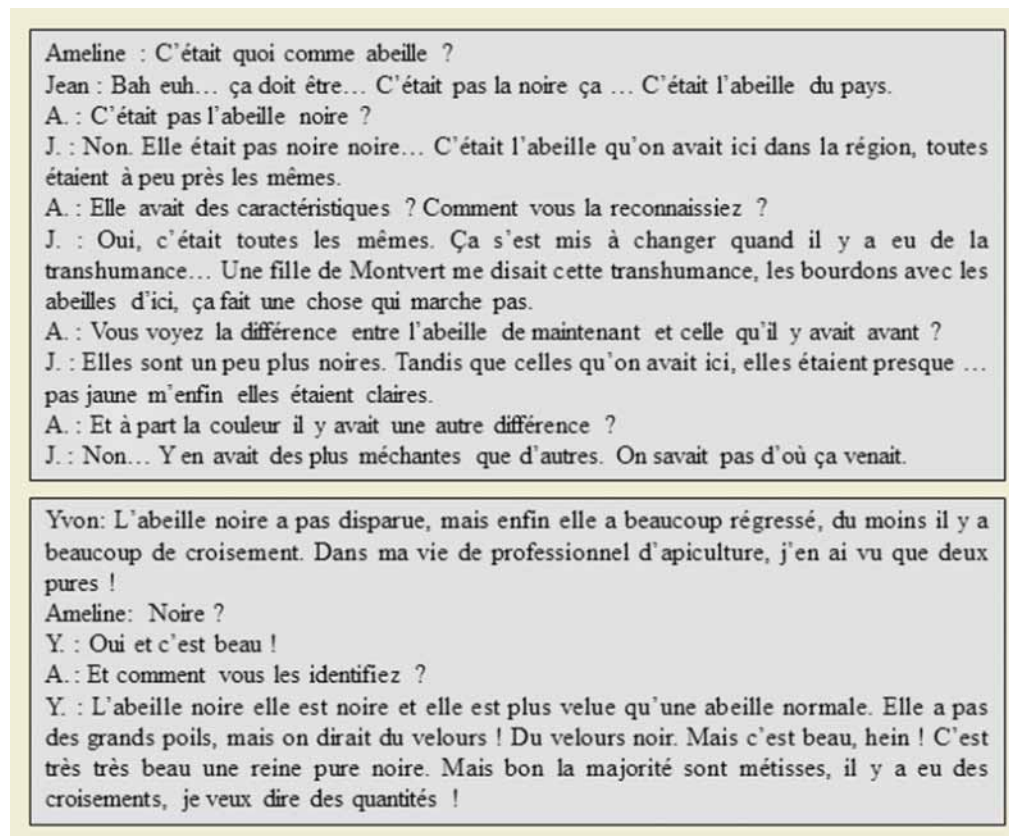 Ameline : C'était quoi comme abeille ?
Jean : Bah euh… ça doit être… C'était pas la noire ça … C'était l'abeille du pays.
A. : C'était pas l'abeille noire ?
J. : Non. Elle était pas noire noire… C'était l'abeille qu'on avait ici dans la région, toutes
étaient à peu près les mêmes.
A. : Elle avait des caractéristiques ? Comment vous la reconnaissiez ?
J. : Oui, c'était toutes les mêmes. Ça s'est mis à changer quand il y a eu de la
transhumance… Une fille de Montvert me disait cette transhumance, les bourdons avec les
abeilles d'ici, ça fait une chose qui marche pas.
A. : Vous voyez la différence entre l'abeille de maintenant et celle qu'il y avait avant ?
J. : Elles sont un peu plus noires. Tandis que celles qu'on avait ici, elles étaient presque …
pas jaune m'enfin elles étaient claires.
A. : Et à part la couleur il y avait une autre différence ?
J. : Non… Y en avait des plus méchantes que d'autres. On savait pas d'où ça venait.
Yvon: L'abeille noire a pas disparue, mais enfin elle a beaucoup régressé, du moins il y a
beaucoup de croisement. Dans ma vie de professionnel d'apiculture, j'en ai vu que deux
pures !
Ameline: Noire ?
Y. : Oui et c'est beau !
A. : Et comment vous les identifiez ?
Y. : L'abeille noire elle est noire et elle est plus velue qu'une abeille normale. Elle a pas
des grands poils, mais on dirait du velours ! Du velours noir. Mais c'est beau, hein ! C'est
très très beau une reine pure noire. Mais bon la majorité sont métisses, il y a eu des
croisements, je veux dire des quantités !